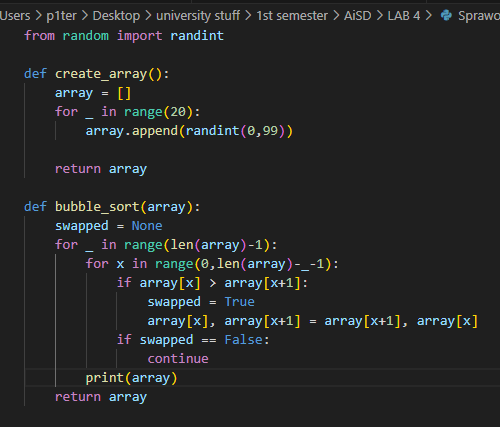 Users > p1ter > Desktop > university stuff > 1st semester > AiSD > LAB 4 > Sprawo
from random import randint
def create_array():
    array = []
    for _ in range(20):
        array.append(randint(0,99))
    return array
def bubble_sort(array):
    swapped = None
    for _ in range(len(array)-1):
        for x in range(0,len(array)-_-1):
            if array[x] > array[x+1]:
                swapped = True
                array[x], array[x+1] = array[x+1], array[x]
            if swapped == False:
                continue
        print(array)
    return array